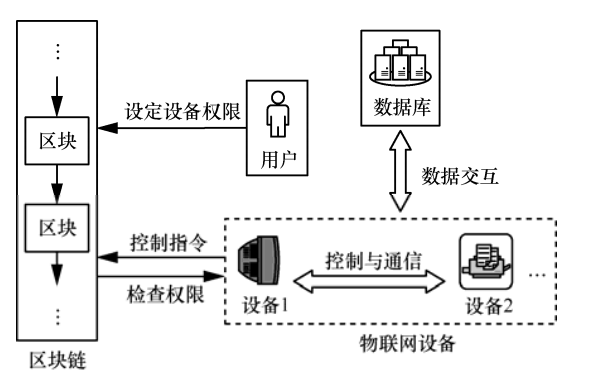 ⋮
区块
区块
⋮
区块链
设定设备权限
用户
数据库
数据交互
控制指令
检查权限
设备1
控制与通信
设备2
…
物联网设备